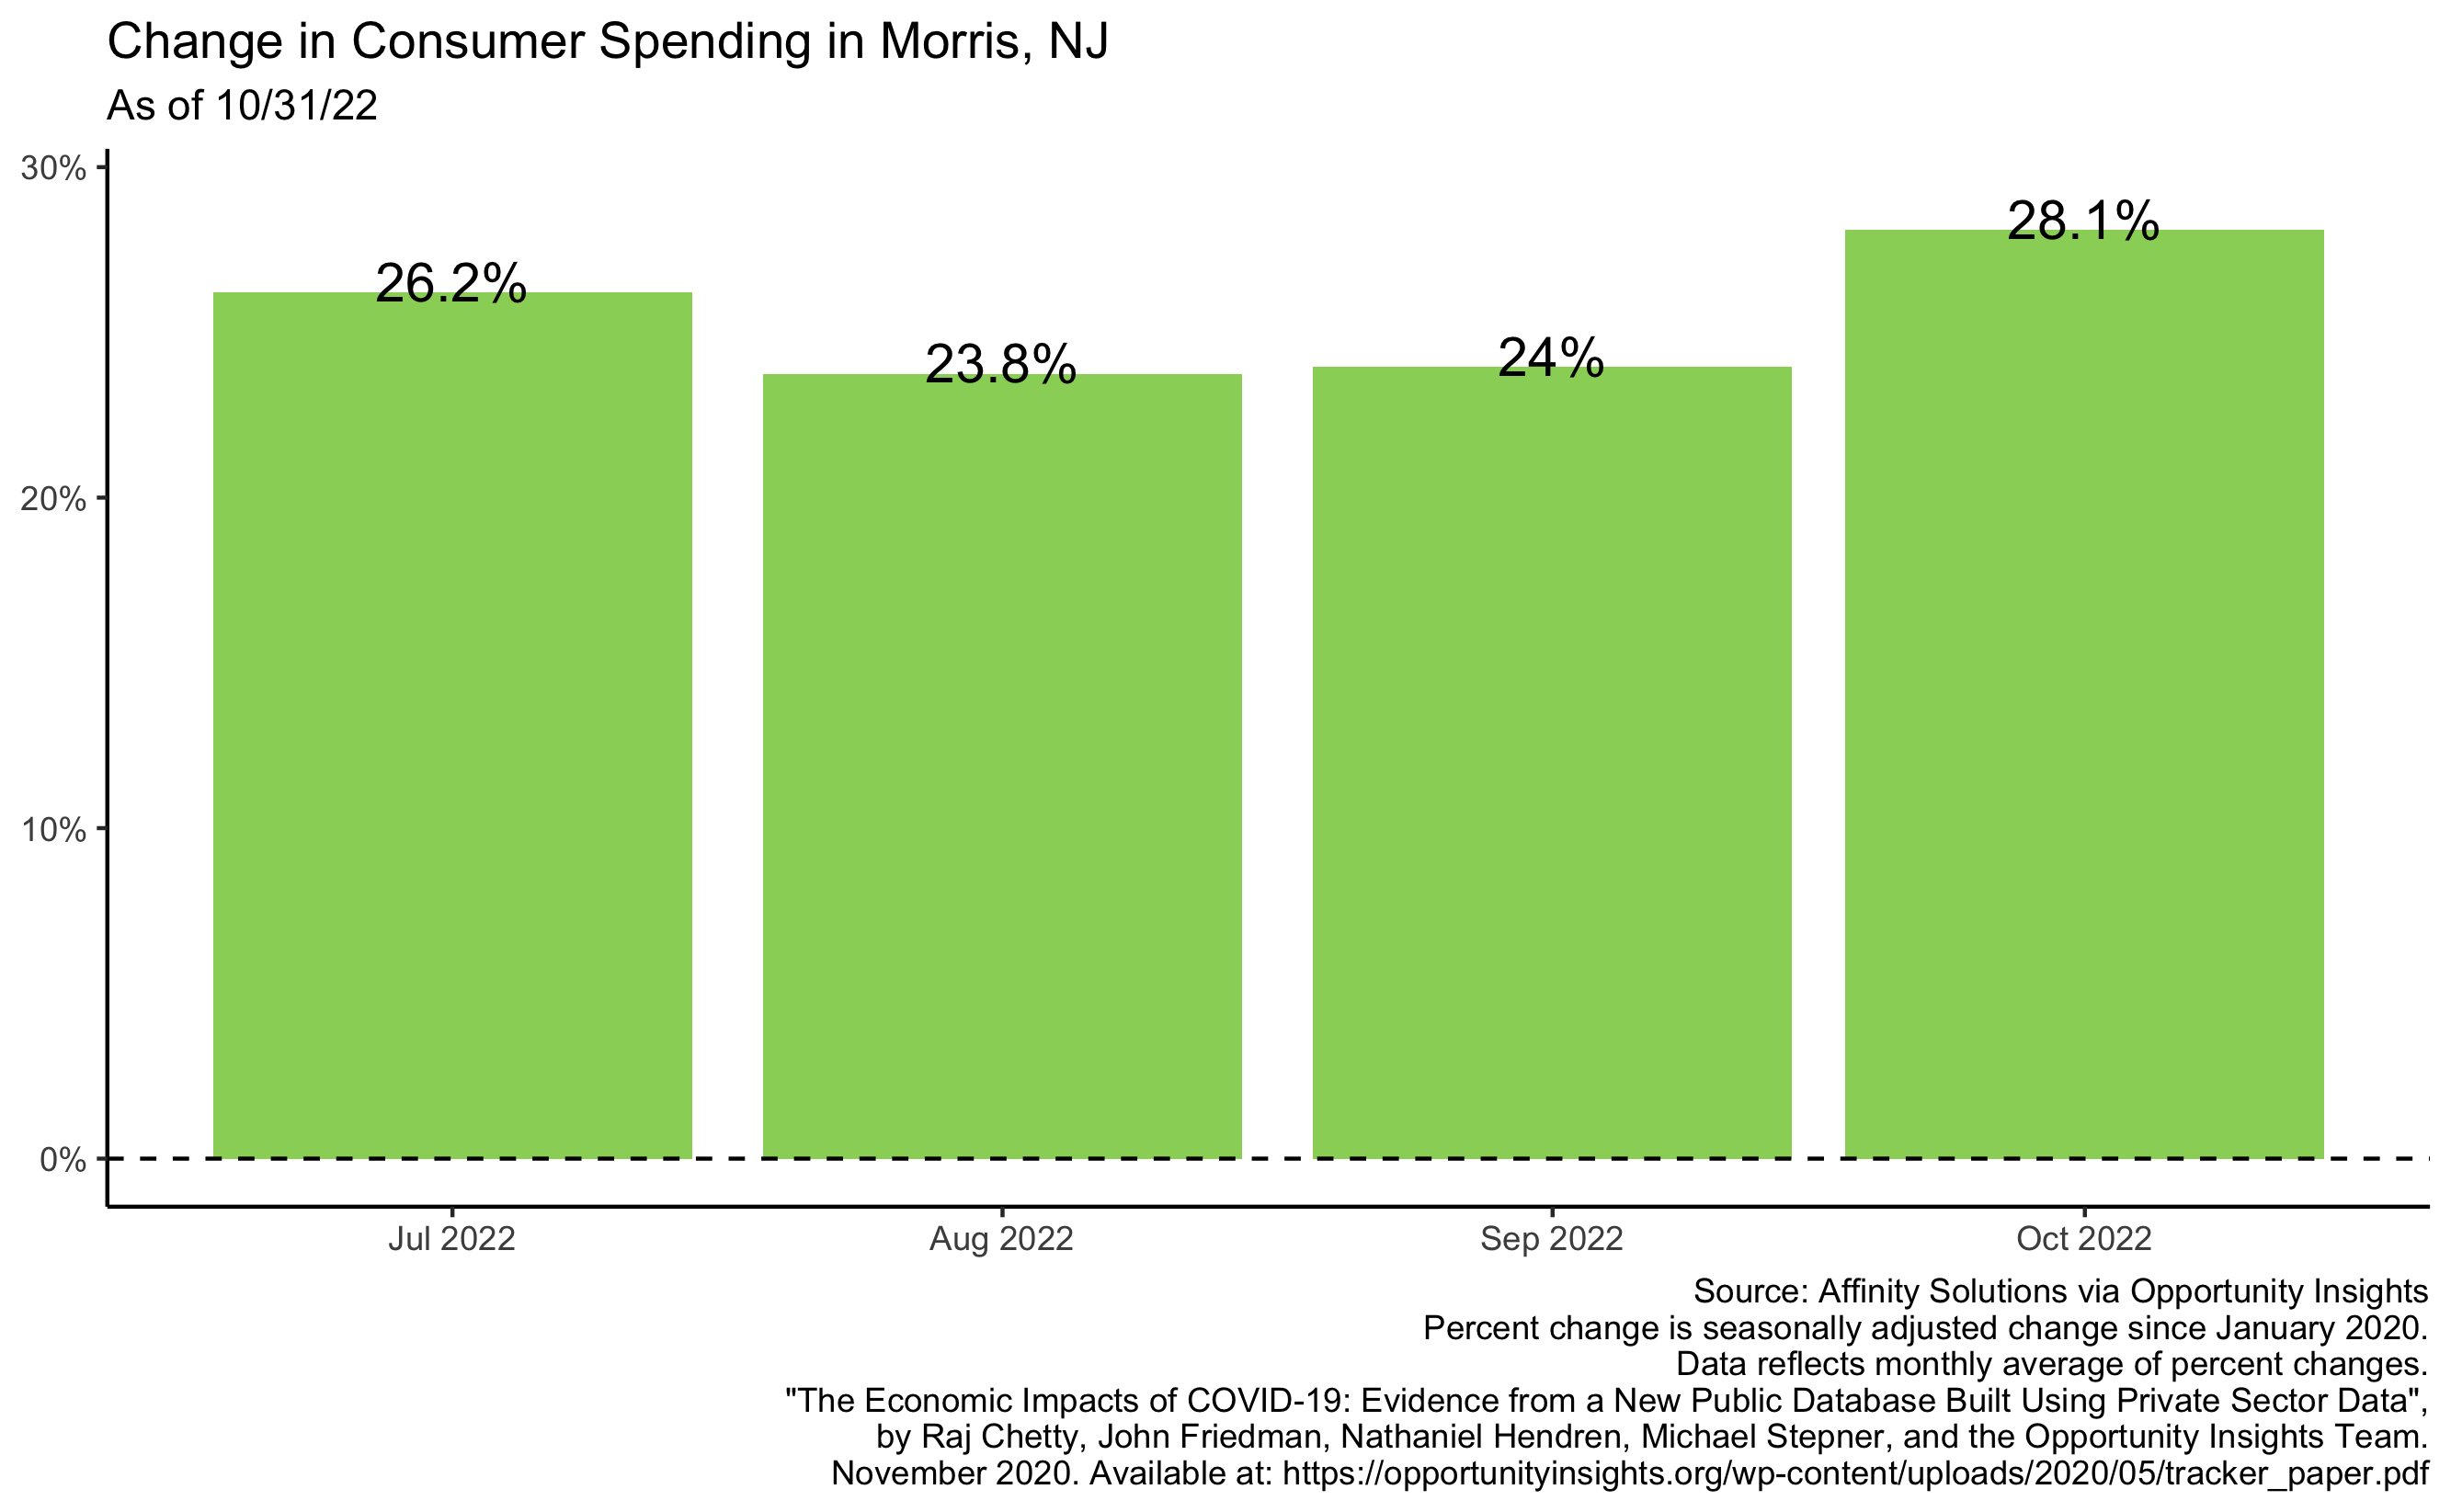 Change in Consumer Spending in Morris, NJ
As of 10/31/22
30%
20%
10%
0%
26.2%
23.8%
24%
28.1%
Jul 2022
Aug 2022
Sep 2022
Oct 2022
Source: Affinity Solutions via Opportunity Insights
Percent change is seasonally adjusted change since January 2020.
Data reflects monthly average of percent changes.
"The Economic Impacts of COVID-19: Evidence from a New Public Database Built Using Private Sector Data",
by Raj Chetty, John Friedman, Nathaniel Hendren, Michael Stepner, and the Opportunity Insights Team.
November 2020. Available at: https://opportunityinsights.org/wp-content/uploads/2020/05/tracker_paper.pdf